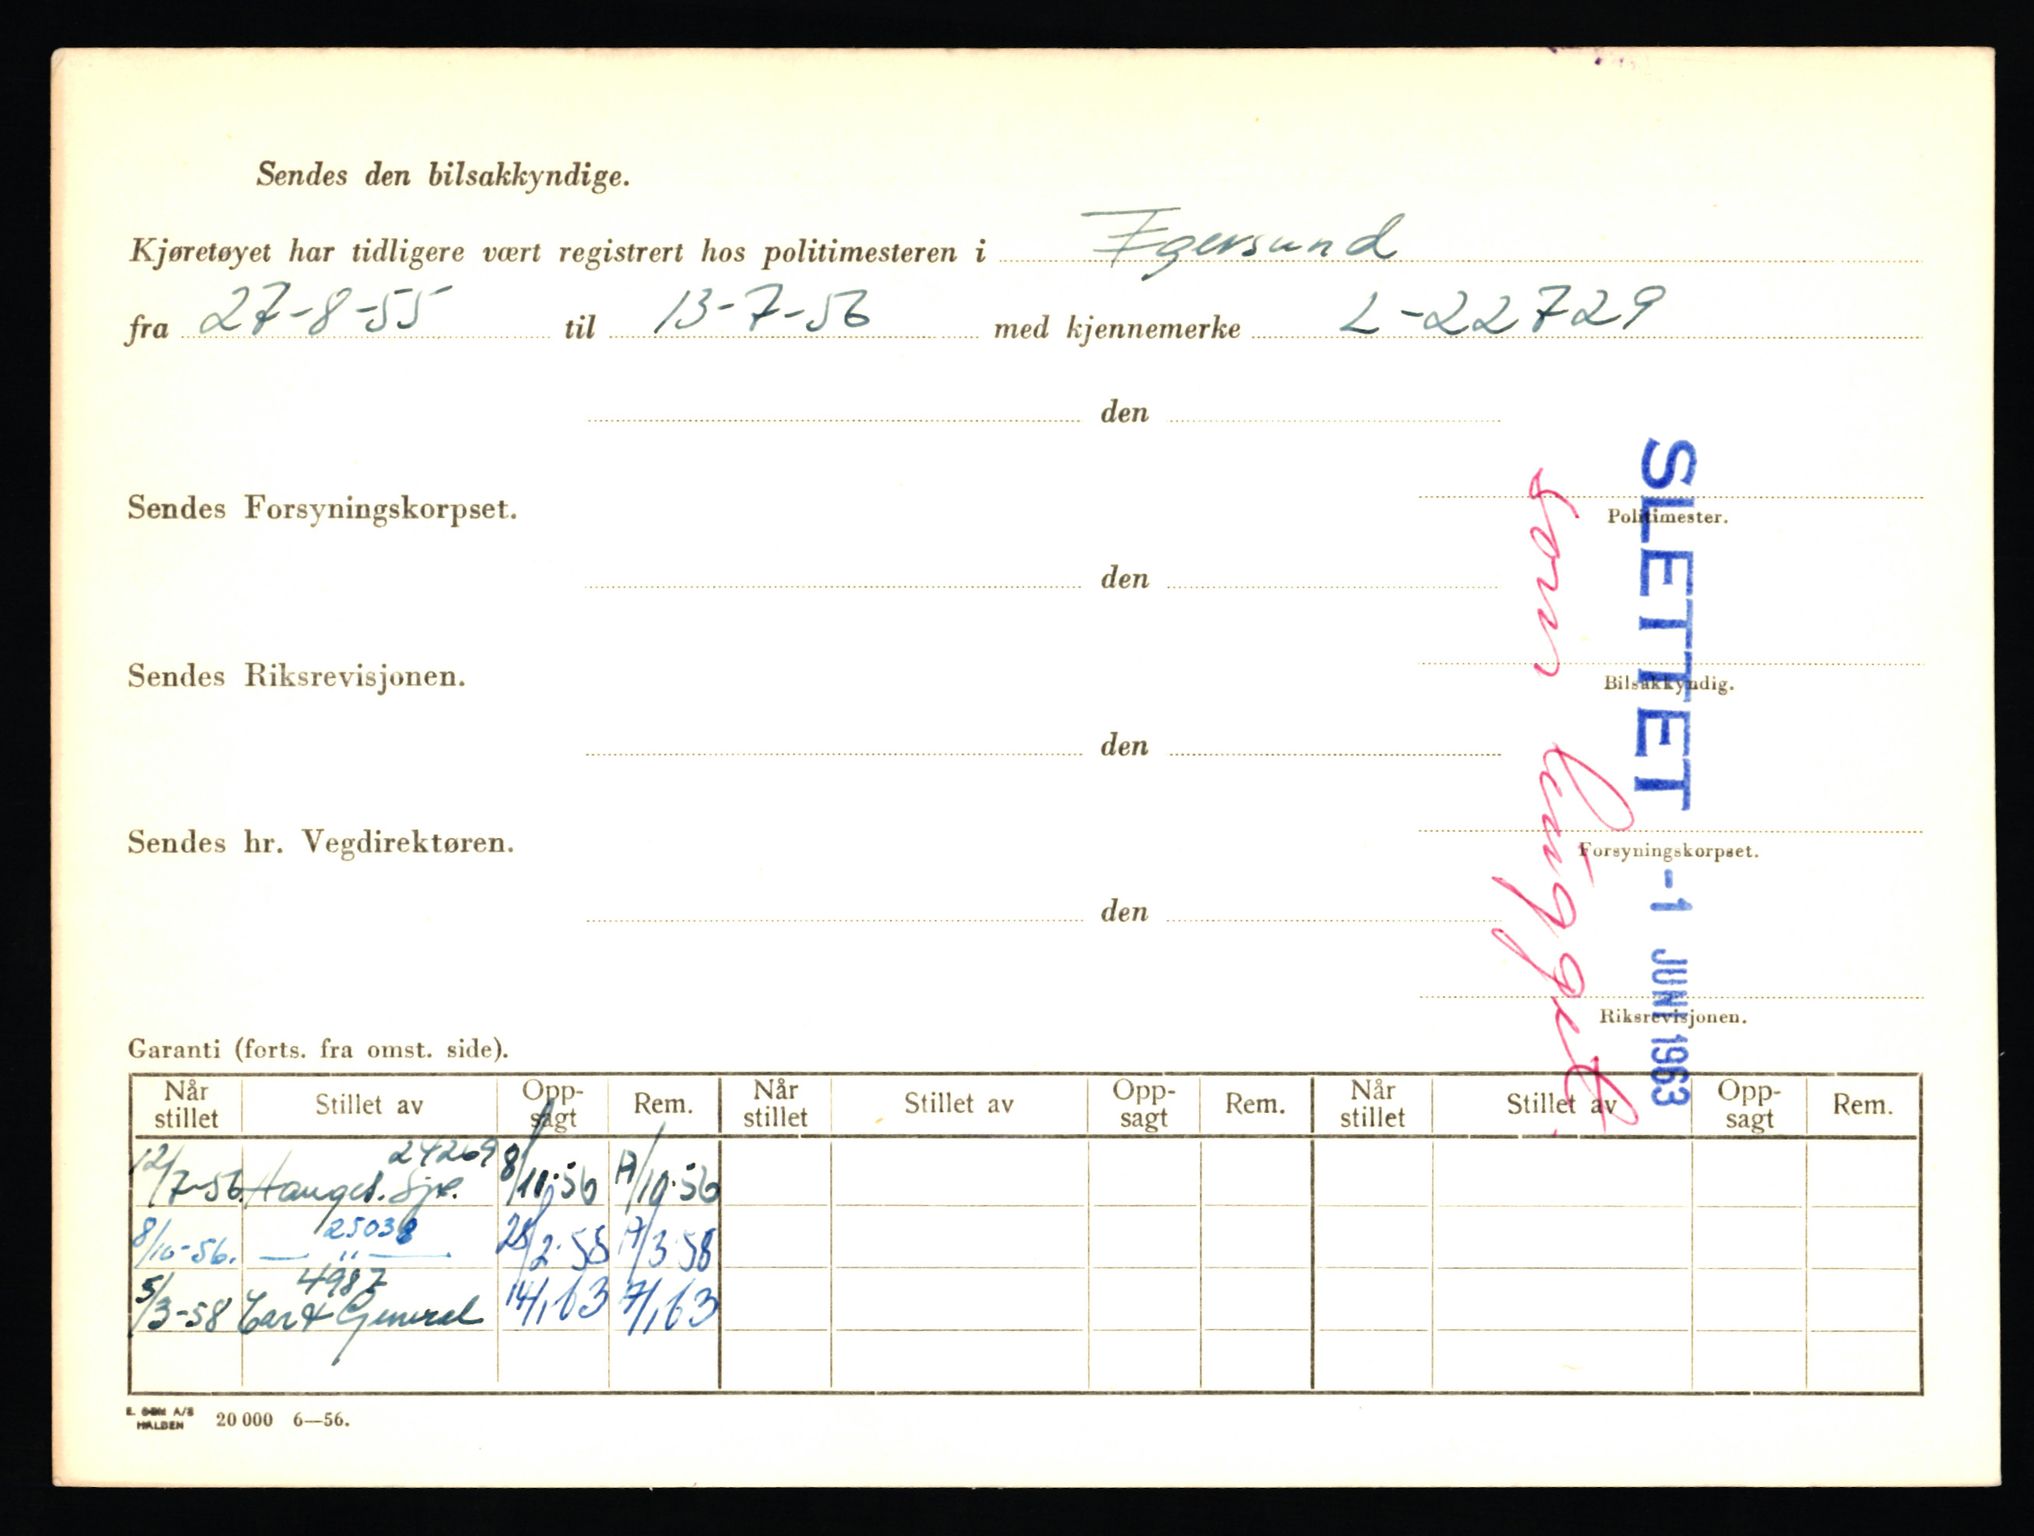 Sendes den bilsakkyndige.
Kjøretøyet har tidligere vært registrert hos politimesteren i Egersund
fra 27-8-55 til 13-7-56 med kjennemerke L-22729
den
Politimester.
Sendes Forsyningskorpset.
den
Bilsakkyndig.
Sendes Riksrevisjonen.
den
Forsyningskorpset.
Sendes hr. Vegdirektøren.
den
Riksrevisjonen.
SLETTET -1 JUNI 1963
som hugget
Garanti (forts. fra omst. side).
Når stillet Stillet av Opp-sagt Rem. Når stillet Stillet av Opp-sagt Rem. Når stillet Stillet av Opp-sagt Rem.
24269
12/7-56 8/10-56 /10-56
25038
8/10-56. — " — 28/2-58 /3-58
4987
5/3-58 General 14/1 63 7/1 63
HALDEN 20 000 6—56.